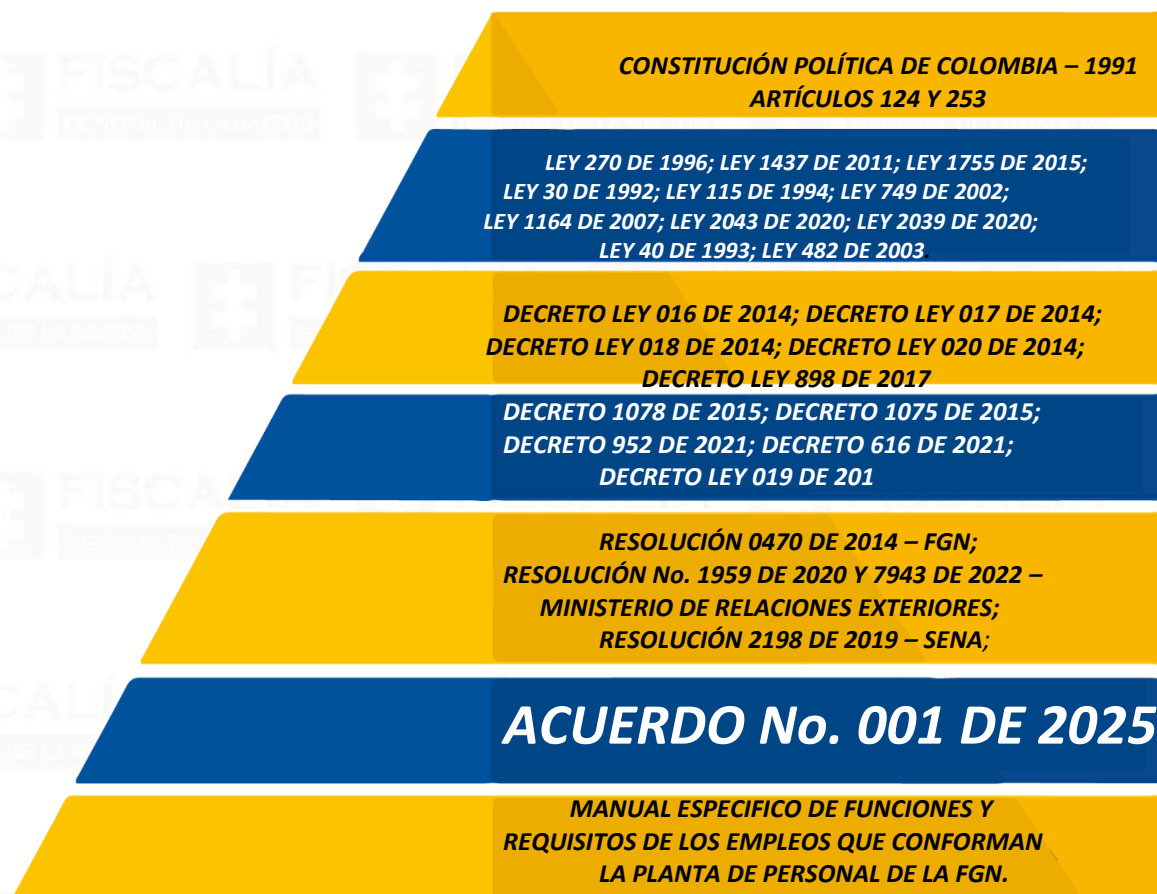 FISCALÍA
CONSTITUCIÓN POLÍTICA DE COLOMBIA – 1991
ARTÍCULOS 124 Y 253
LEY 270 DE 1996; LEY 1437 DE 2011; LEY 1755 DE 2015;
LEY 30 DE 1992; LEY 115 DE 1994; LEY 749 DE 2002;
LEY 1164 DE 2007; LEY 2043 DE 2020; LEY 2039 DE 2020;
LEY 40 DE 1993; LEY 482 DE 2003.
DECRETO LEY 016 DE 2014; DECRETO LEY 017 DE 2014;
DECRETO LEY 018 DE 2014; DECRETO LEY 020 DE 2014;
DECRETO LEY 898 DE 2017
DECRETO 1078 DE 2015; DECRETO 1075 DE 2015;
DECRETO 952 DE 2021; DECRETO 616 DE 2021;
DECRETO LEY 019 DE 201
RESOLUCIÓN 0470 DE 2014 – FGN;
RESOLUCIÓN No. 1959 DE 2020 Y 7943 DE 2022 –
MINISTERIO DE RELACIONES EXTERIORES;
RESOLUCIÓN 2198 DE 2019 – SENA;
ACUERDO No. 001 DE 2025
MANUAL ESPECIFICO DE FUNCIONES Y
REQUISITOS DE LOS EMPLEOS QUE CONFORMAN
LA PLANTA DE PERSONAL DE LA FGN.